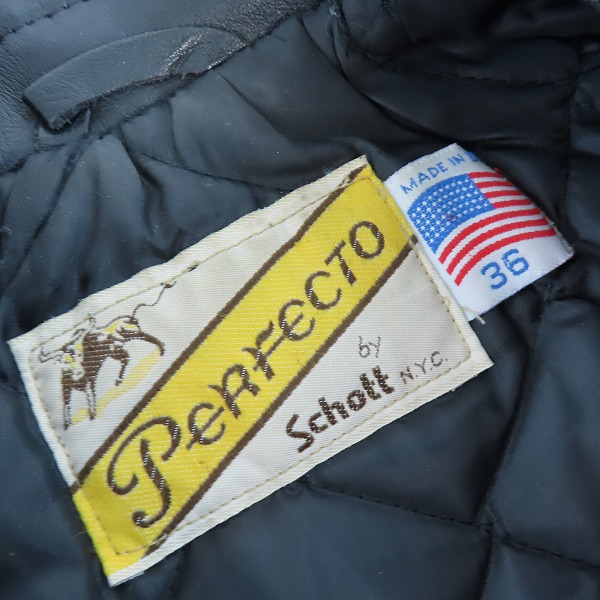 PERFECTO
by
Schott N.Y.C.
MADE IN
36